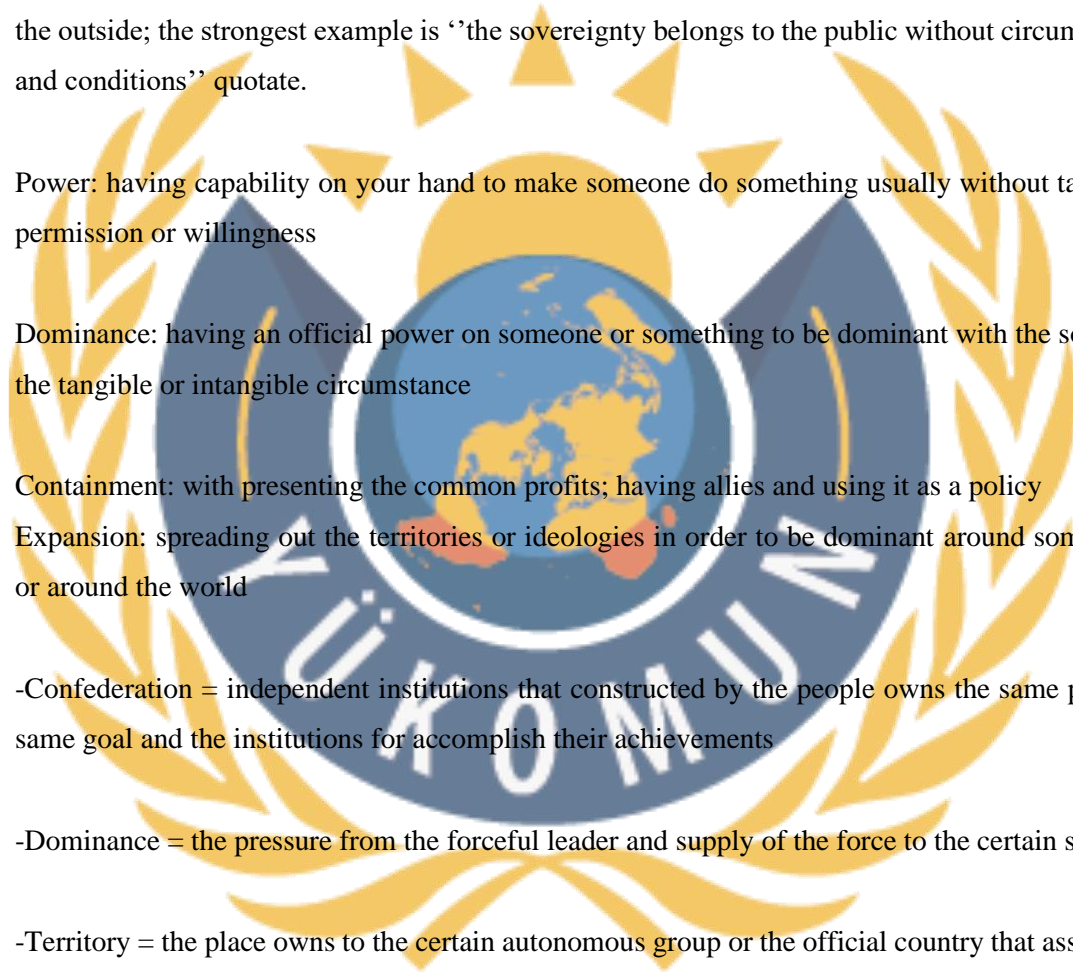 the outside; the strongest example is ‘’the sovereignty belongs to the public without
and conditions’’ quotate.
Power: having capability on your hand to make someone do something usually without
permission or willingness
Dominance: having an official power on someone or something to be dominant with the
the tangible or intangible circumstance
Containment: with presenting the common profits; having allies and using it as a policy
Expansion: spreading out the territories or ideologies in order to be dominant around
or around the world
-Confederation = independent institutions that constructed by the people owns the same
same goal and the institutions for accomplish their achievements
-Dominance = the pressure from the forceful leader and supply of the force to the certain
-Territory = the place owns to the certain autonomous group or the official country that
YÜKOMUN